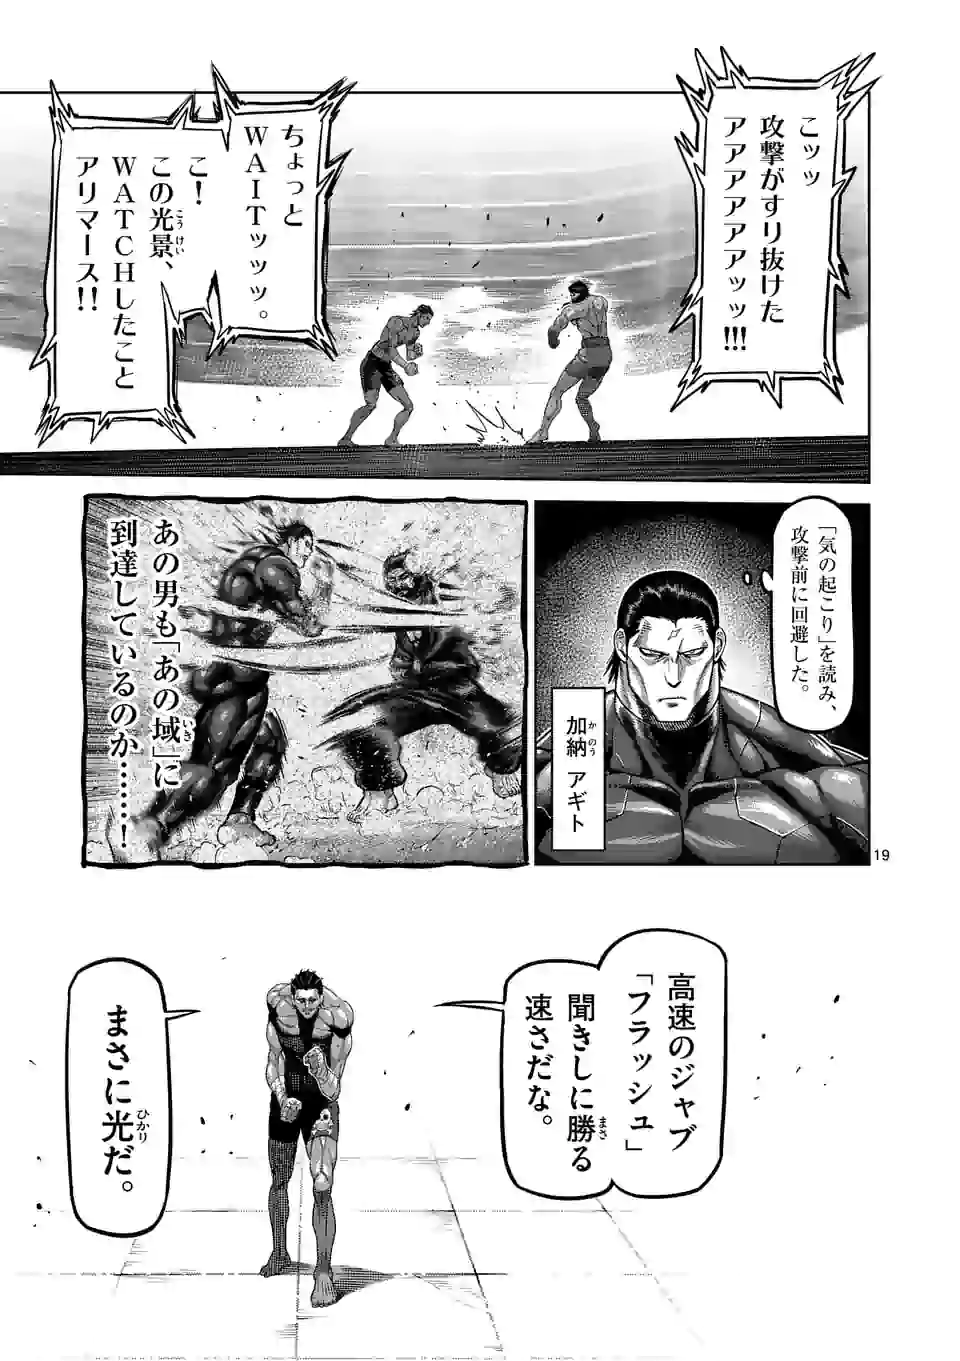 こッッ
攻撃がすり抜けた
アアアアアアッッ!!!
ちょっと
WAITッッッ。
こ!
この光景、
WATCHしたこと
アリマース!!
「気の起こり」を読み、
攻撃前に回避した。
加納 アギト
あの男も「あの域」に
到達しているのか………!
19
高速のジャブ
「フラッシュ」
聞きしに勝る
速さだな。
まさに光だ。